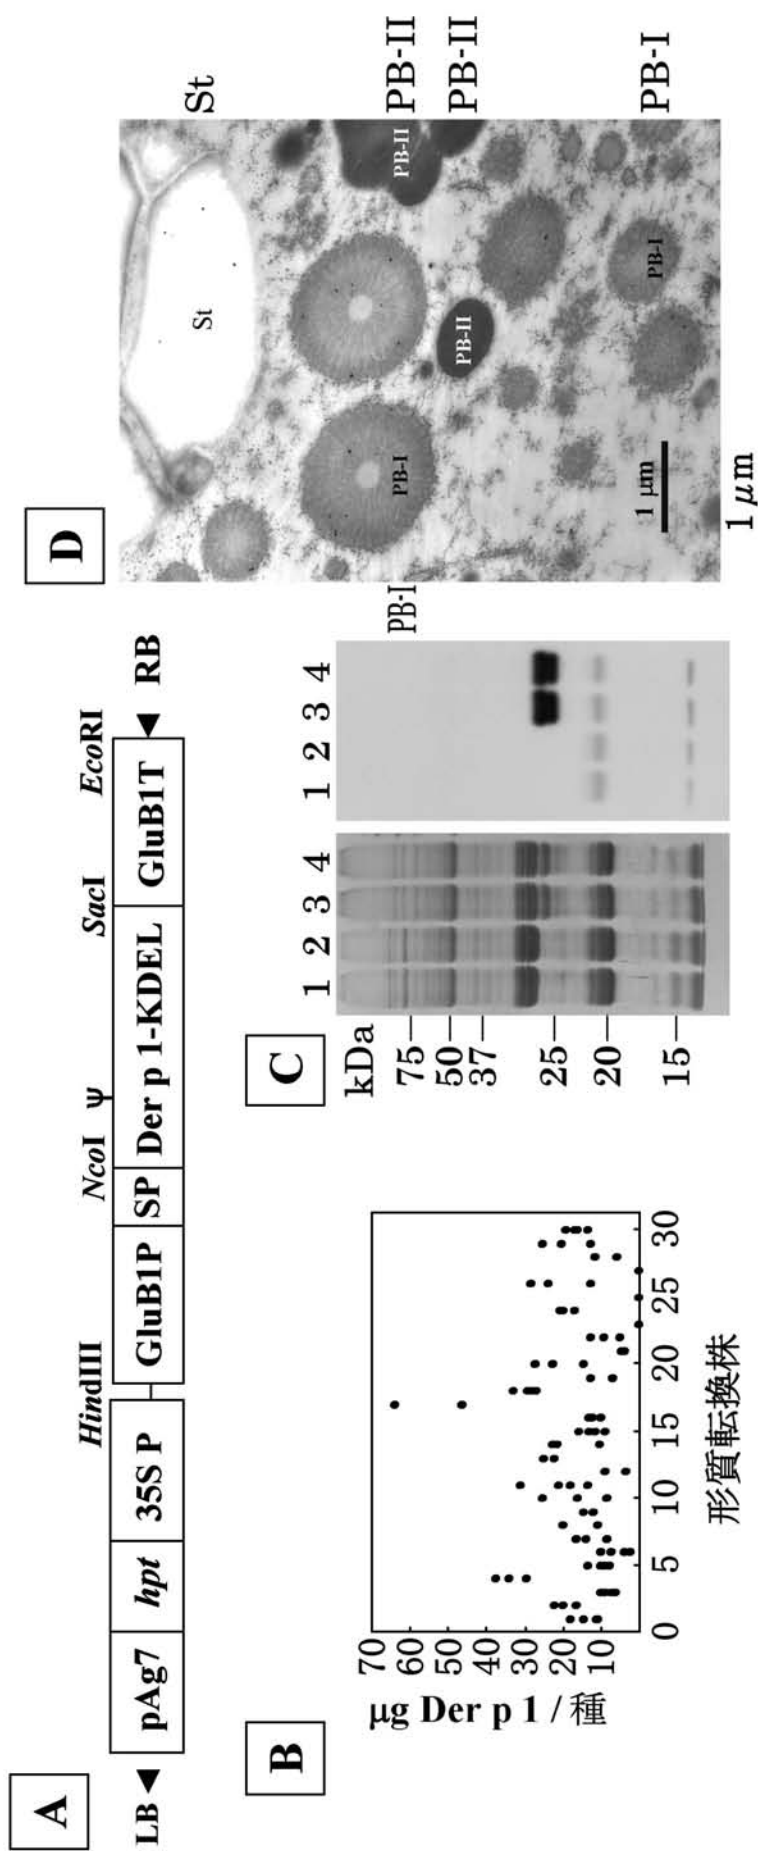 A
HindIII NcoI Ψ SacI EcoRI
LB pAg7 hpt 35S P GluB1P SP Der p 1-KDEL GluB1T RB
B
μg Der p 1 / 種
70
60
50
40
30
20
10
0 5 10 15 20 25 30
形質転換株
C
kDa 1 2 3 4 1 2 3 4
75
50
37
25
20
15
D
St
St
PB-I
PB-I
PB-II
PB-II
PB-II
PB-II
PB-I
PB-I
1 μm
1 μm